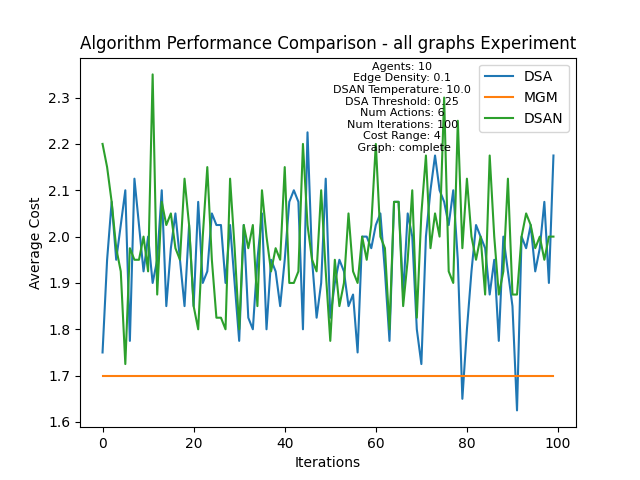 Algorithm Performance Comparison - all graphs Experiment
Agents: 10
Edge Density: 0.1
DSAN Temperature: 10.0
DSA Threshold: 0.25
Num Actions: 6
Num Iterations: 100
Cost Range: 4
Graph: complete
DSA
MGM
DSAN
Average Cost
2.3
2.2
2.1
2.0
1.9
1.8
1.7
1.6
0
20
40
60
80
100
Iterations